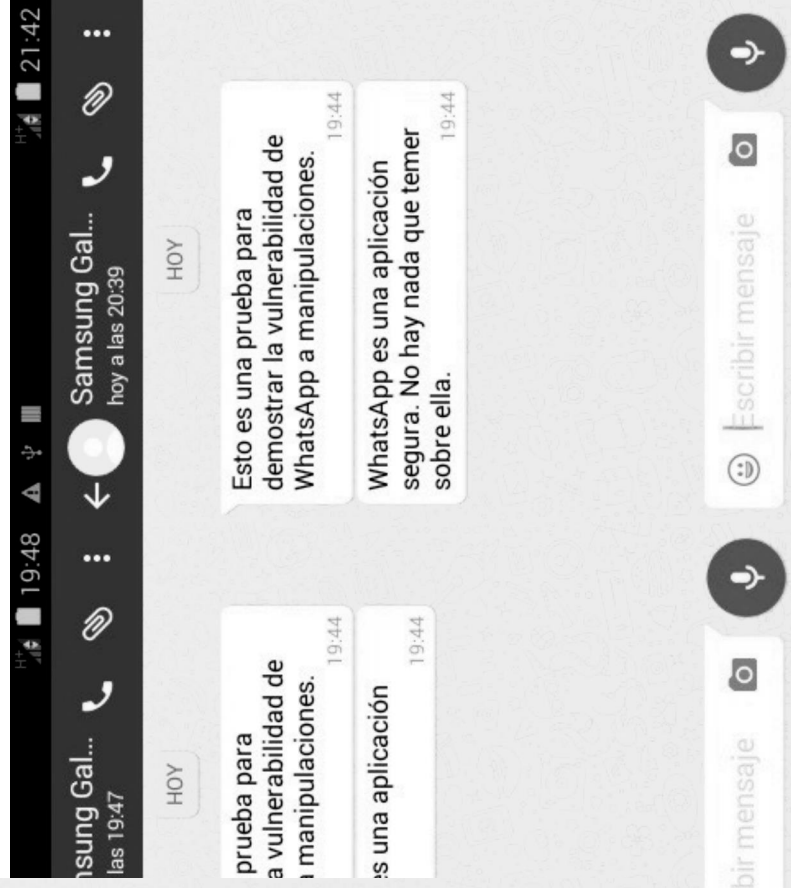 19:48
nsung Gal...
las 19:47
HOY
prueba para
a vulnerabilidad de
manipulaciones.
19:44
es una aplicación
19:44
bir mensaje
H+
21:42
Samsung Gal...
hoy a las 20:39
HOY
Esto es una prueba para
demostrar la vulnerabilidad de
WhatsApp a manipulaciones.
19:44
WhatsApp es una aplicación
segura. No hay nada que temer
sobre ella.
19:44
Escribir mensaje